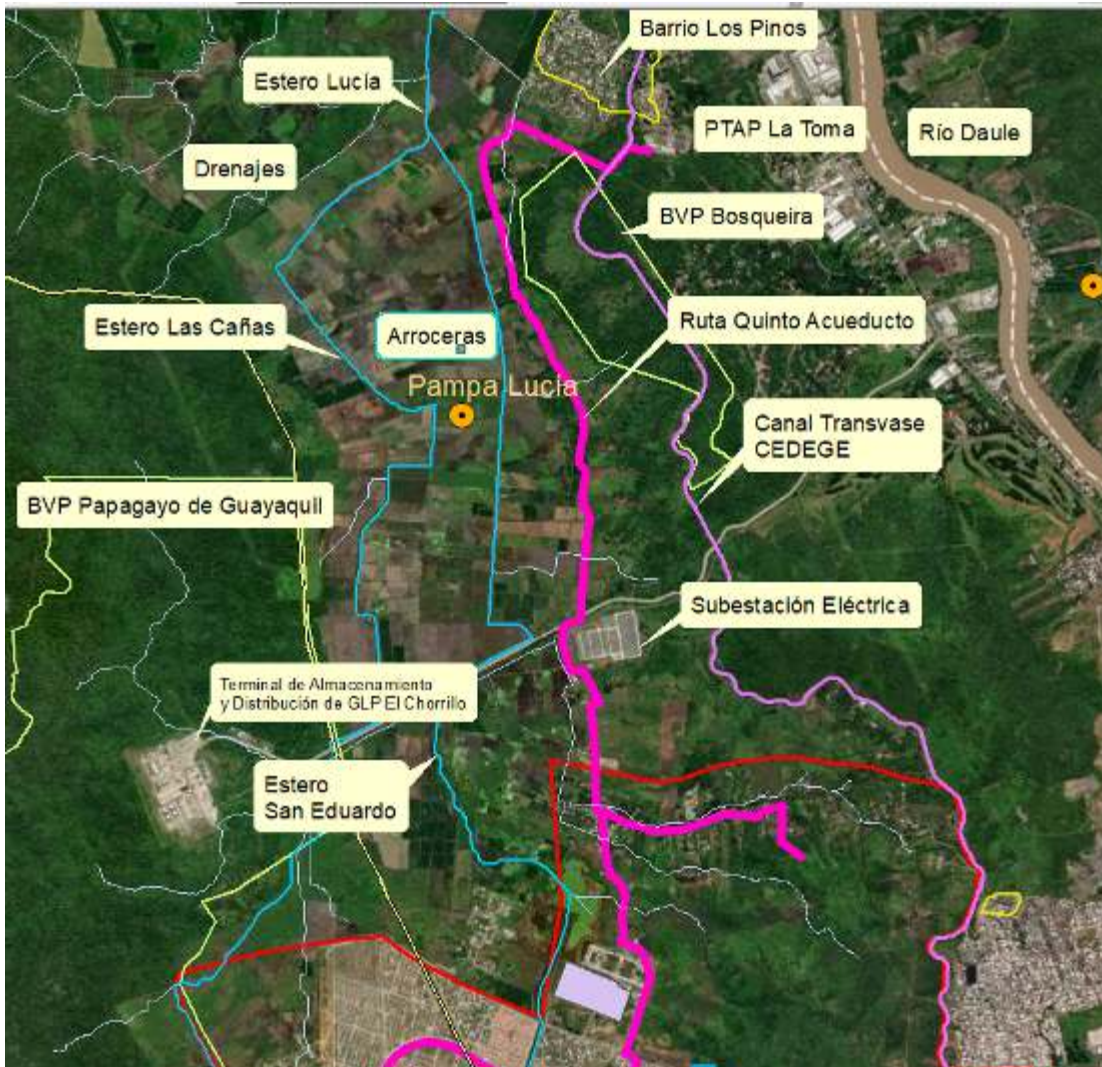 Barrio Los Pinos
Estero Lucía
PTAP La Toma
Río Daule
Drenajes
BVP Bosqueira
Estero Las Cañas
Arroceras
Ruta Quinto Acueducto
Pampa Lucía
Canal Transvase
CEDEGE
BVP Papagayo de Guayaquil
Subestación Eléctrica
Terminal de Almacenamiento
y Distribución de GLP El Chorrillo
Estero
San Eduardo